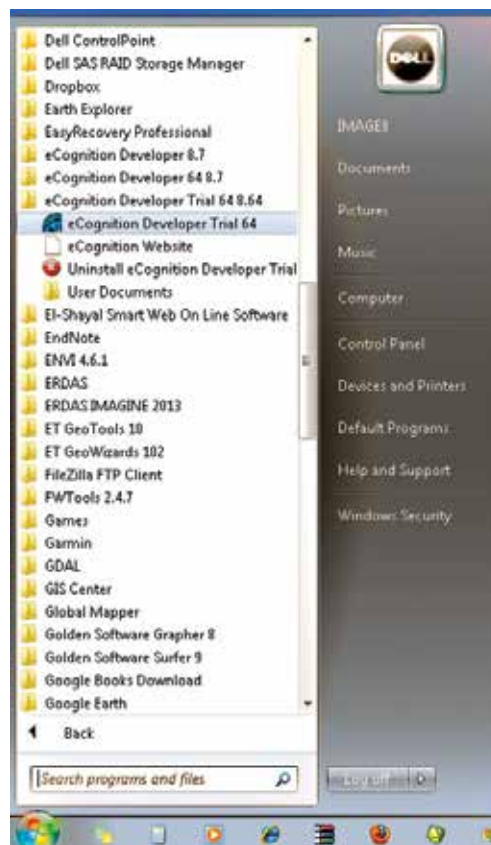 Dell ControlPoint
Dell SAS RAID Storage Manager
Dropbox
Earth Explorer
EasyRecovery Professional
eCognition Developer 8.7
eCognition Developer 64 8.7
eCognition Developer Trial 64 8.64
eCognition Developer Trial 64
eCognition Website
Uninstall eCognition Developer Trial
User Documents
El-Shayal Smart Web On Line Software
EndNote
ENVI 4.6.1
ERDAS
ERDAS IMAGINE 2013
ET GeoTools 10
ET GeoWizards 102
FileZilla FTP Client
FWTools 2.4.7
Games
Garmin
GDAL
GIS Center
Global Mapper
Golden Software Grapher 8
Golden Software Surfer 9
Google Books Download
Google Earth
Back
Search programs and files
DELL
IMAGE8
Documents
Pictures
Music
Computer
Control Panel
Devices and Printers
Default Programs
Help and Support
Windows Security
Log off